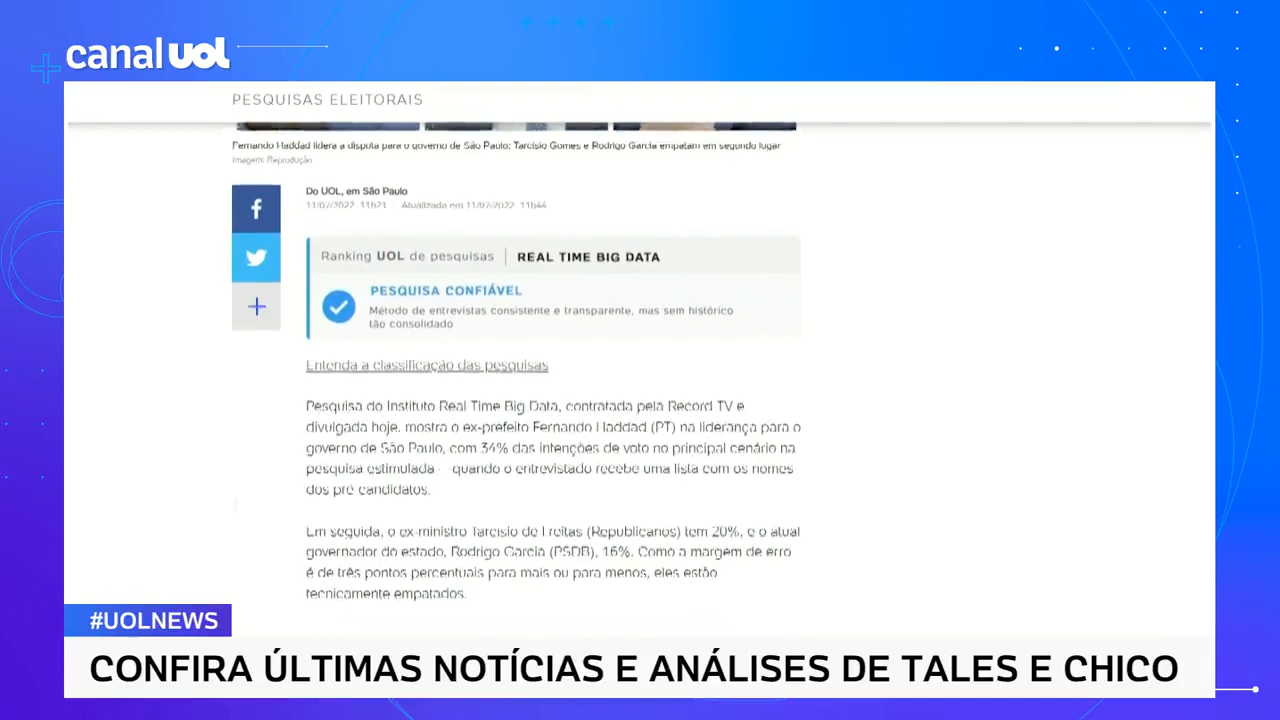 canal uol
PESQUISAS ELEITORAIS
Fernando Haddad lidera a disputa para o governo de São Paulo; Tarcísio Gomes e Rodrigo Garcia empatam em segundo lugar
Imagem: Reprodução
Do UOL, em São Paulo
11/07/2022 11h21 Atualizada em 11/07/2022 11h44
Ranking UOL de pesquisas | REAL TIME BIG DATA
PESQUISA CONFIÁVEL
Método de entrevistas consistente e transparente, mas sem histórico
tão consolidado
Entenda a classificação das pesquisas
Pesquisa do Instituto Real Time Big Data, contratada pela Record TV e
divulgada hoje, mostra o ex-prefeito Fernando Haddad (PT) na liderança para o
governo de São Paulo, com 34% das intenções de voto no principal cenário na
pesquisa estimulada — quando o entrevistado recebe uma lista com os nomes
dos pré candidatos.
Em seguida, o ex-ministro Tarcísio de Freitas (Republicanos) tem 20%, e o atual
governador do estado, Rodrigo Garcia (PSDB), 16%. Como a margem de erro
é de três pontos percentuais para mais ou para menos, eles estão
tecnicamente empatados.
#UOLNEWS
CONFIRA ÚLTIMAS NOTÍCIAS E ANÁLISES DE TALES E CHICO